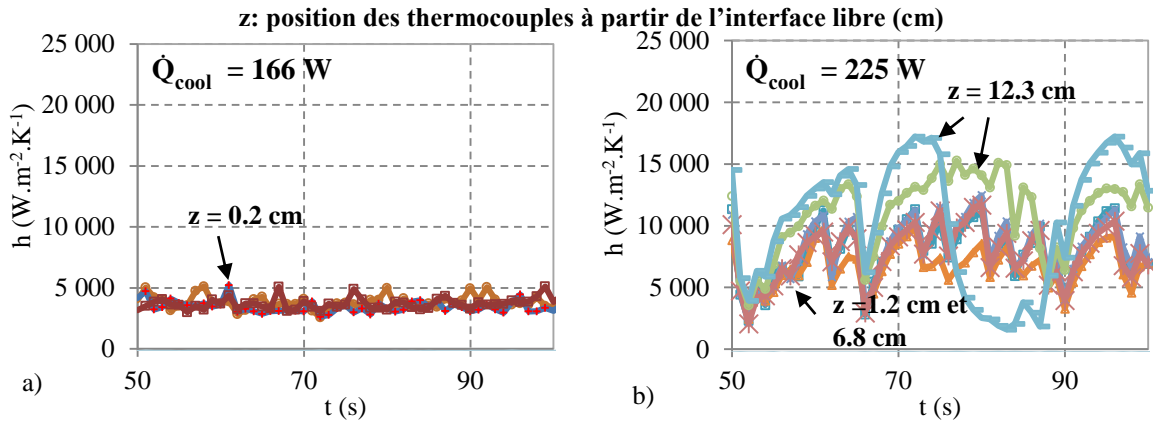 z: position des thermocouples à partir de l’interface libre (cm)
25 000
20 000
15 000
10 000
5 000
0
h (W.m⁻².K⁻¹)
Q̇cool = 166 W
z = 0.2 cm
50 70 90
t (s)
a)
25 000
20 000
15 000
10 000
5 000
0
h (W.m⁻².K⁻¹)
Q̇cool = 225 W
z = 12.3 cm
z =1.2 cm et
6.8 cm
50 70 90
t (s)
b)